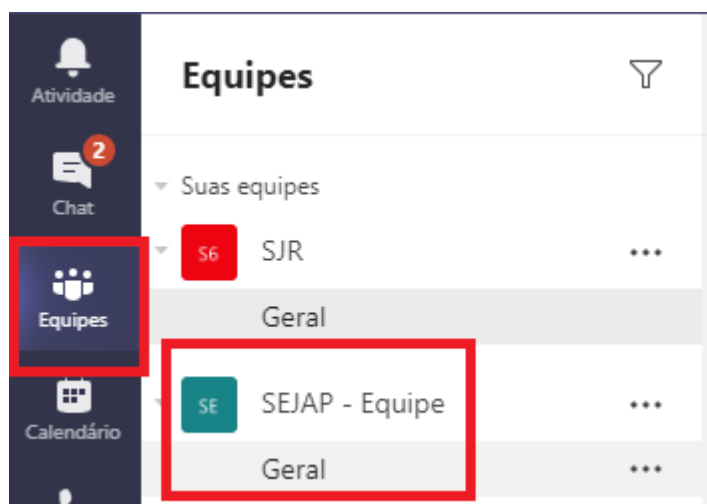 Atividade
2
Chat
Equipes
Calendário
Equipes
Suas equipes
S6 SJR
Geral
SE SEJAP - Equipe
Geral